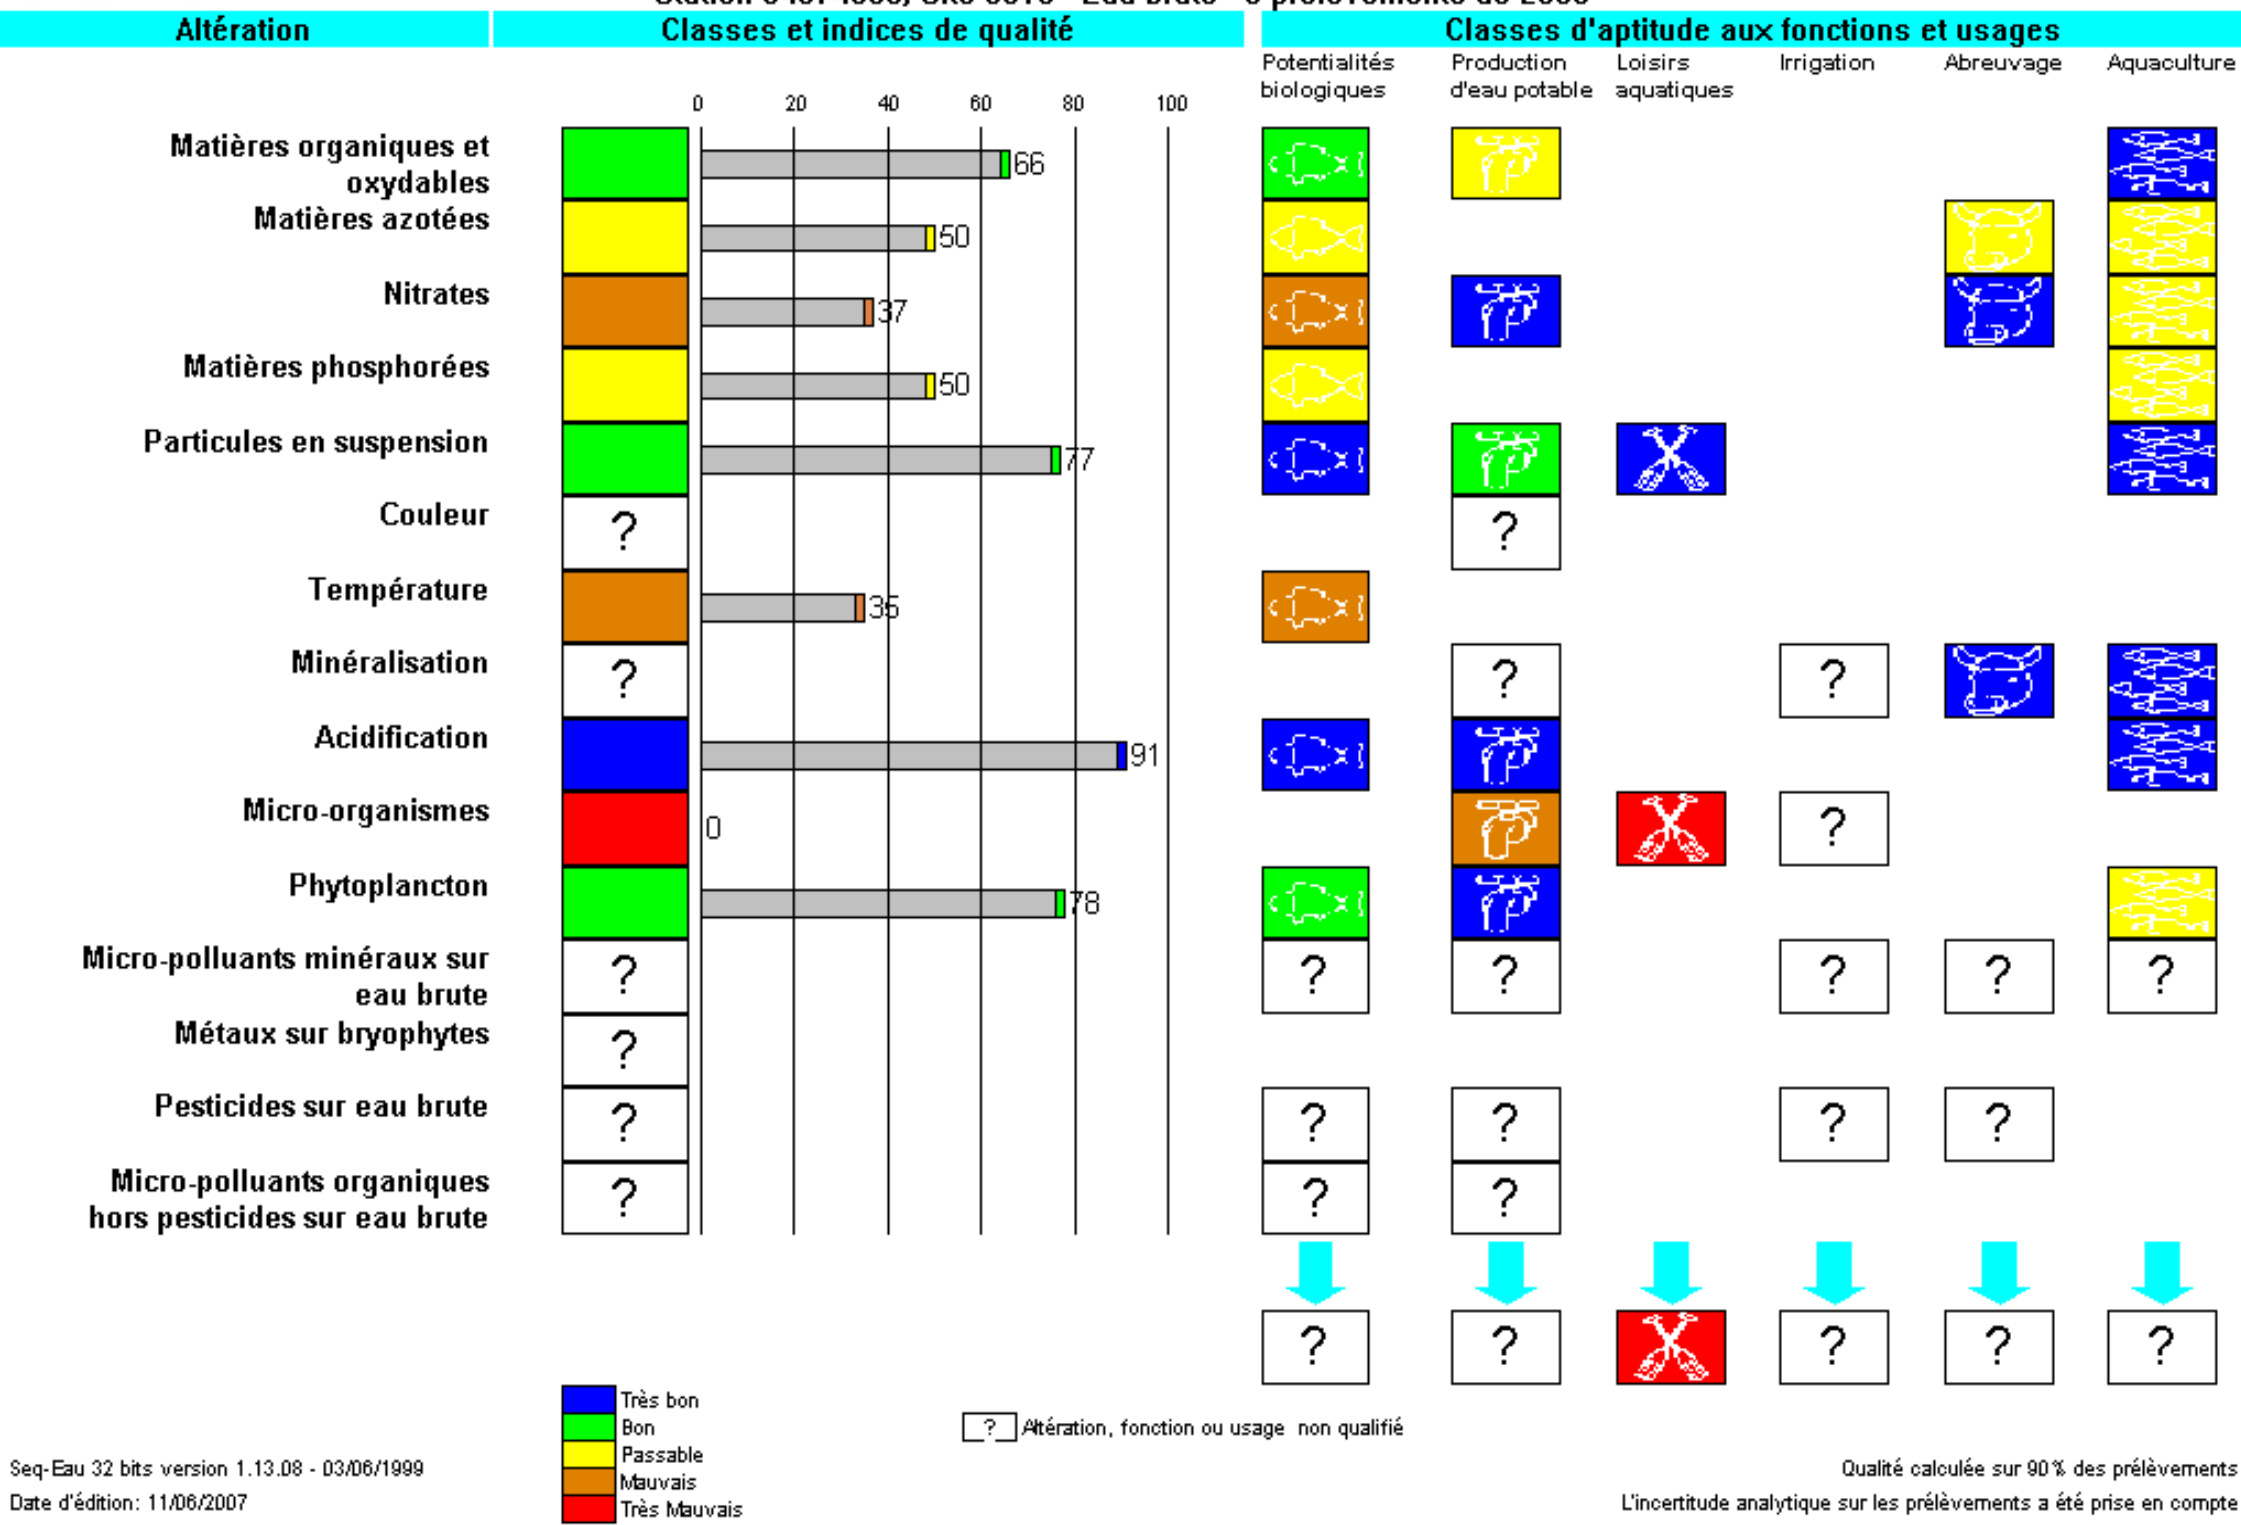 Altération
Classes et indices de qualité
Classes d'aptitude aux fonctions et usages
Potentialités
biologiques
Production
d'eau potable
Loisirs
aquatiques
Irrigation
Abreuvage
Aquaculture
0 20 40 60 80 100
Matières organiques et
oxydables
66
Matières azotées
50
Nitrates
37
Matières phosphorées
50
Particules en suspension
77
Couleur
? ?
Température
35
Minéralisation
? ? ?
Acidification
91
Micro-organismes
0 ?
Phytoplancton
78
Micro-polluants minéraux sur
eau brute
? ? ? ? ? ?
Métaux sur bryophytes
?
Pesticides sur eau brute
? ? ? ? ?
Micro-polluants organiques
hors pesticides sur eau brute
? ? ?
? ? ? ? ?
Très bon
Bon
Passable
Mauvais
Très Mauvais
? Altération, fonction ou usage non qualifié
Seq-Eau 32 bits version 1.13.08 - 03/06/1999
Date d'édition: 11/06/2007
Qualité calculée sur 90% des prélèvements
L'incertitude analytique sur les prélèvements a été prise en compte